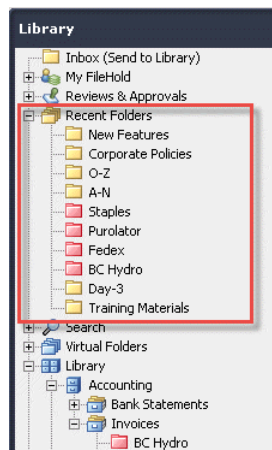 Library
Inbox (Send to Library)
My FileHold
Reviews & Approvals
Recent Folders
New Features
Corporate Policies
O-Z
A-N
Staples
Purolator
Fedex
BC Hydro
Day-3
Training Materials
Search
Virtual Folders
Library
Accounting
Bank Statements
Invoices
BC Hydro